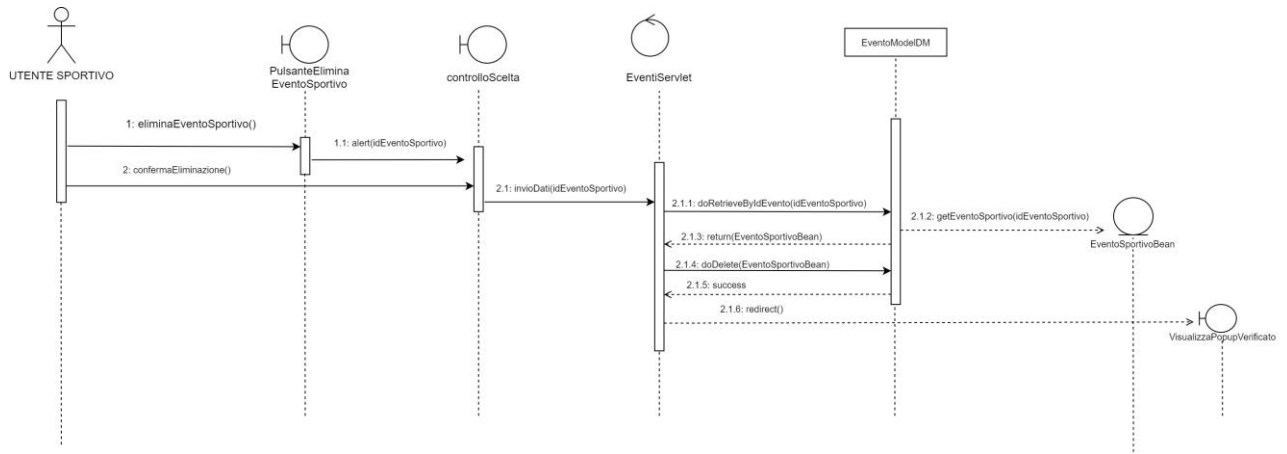 UTENTE SPORTIVO
PulsanteElimina
EventoSportivo
controlloScelta
EventiServlet
EventoModelDM
1: eliminaEventoSportivo()
1.1: alert(idEventoSportivo)
2: confermaEliminazione()
2.1: invioDati(idEventoSportivo)
2.1.1: doRetrieveByIdEvento(idEventoSportivo)
2.1.2: getEventoSportivo(idEventoSportivo)
EventoSportivoBean
2.1.3: return(EventoSportivoBean)
2.1.4: doDelete(EventoSportivoBean)
2.1.5: success
2.1.6: redirect()
VisualizzaPopupVerificato